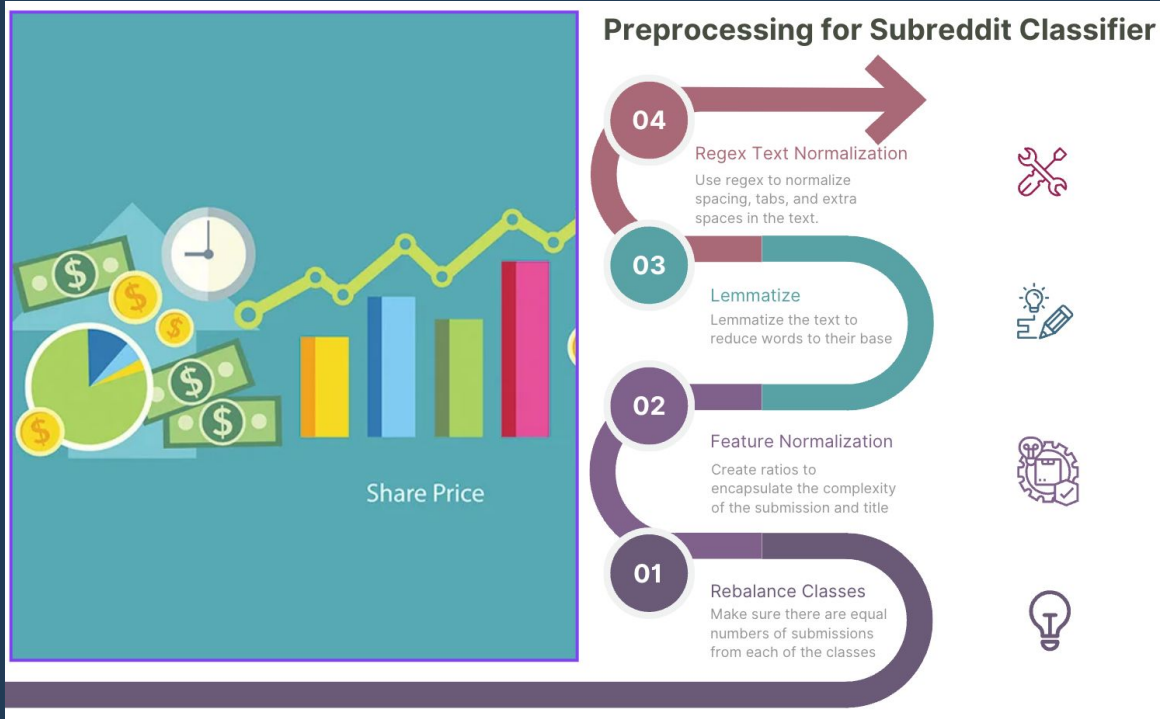 Preprocessing for Subreddit Classifier
04
Regex Text Normalization
Use regex to normalize
spacing, tabs, and extra
spaces in the text.
03
Lemmatize
Lemmatize the text to
reduce words to their base
02
Feature Normalization
Create ratios to
encapsulate the complexity
of the submission and title
01
Rebalance Classes
Make sure there are equal
numbers of submissions
from each of the classes
$
$
$
$
$
$
Share Price